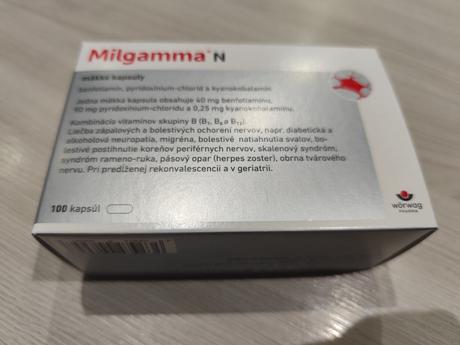 Milgamma® N
mäkké kapsuly
benfotiamín, pyridoxínium-chlorid a kyanokobalamín
Jedna mäkká kapsula obsahuje 40 mg benfotiamínu,
90 mg pyridoxínium-chloridu a 0,25 mg kyanokobalamínu.
Kombinácia vitamínov skupiny B (B₁, B₆ a B₁₂).
Liečba zápalových a bolestivých ochorení nervov, napr. diabetická a
alkoholová neuropatia, migréna, bolestivé natiahnutia svalov, bo-
lestivé postihnutie koreňov periférnych nervov, skalenový syndróm,
syndróm rameno-ruka, pásový opar (herpes zoster), obrna tvárového
nervu. Pri predĺženej rekonvalescencii a v geriatrii.
100 kapsúl
wörwag
PHARMA